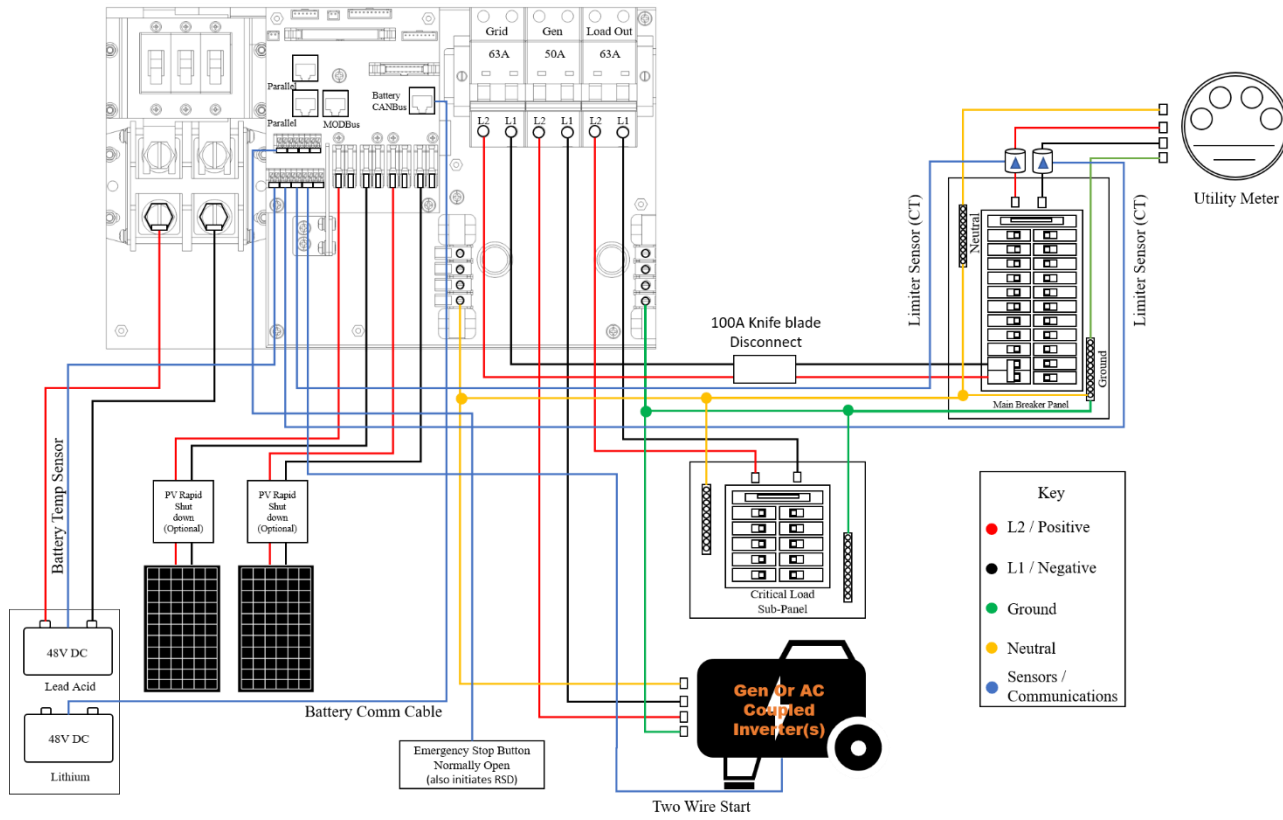 Grid
Gen
Load Out
63A
50A
63A
Parallel
Parallel
MODBus
Battery
CANBus
L2
L1
L2
L1
L2
L1
Utility Meter
Limiter Sensor (CT)
Neutral
Limiter Sensor (CT)
Ground
Main Breaker Panel
100A Knife blade
Disconnect
Battery Temp Sensor
PV Rapid
Shut
down
(Optional)
PV Rapid
Shut
down
(Optional)
Critical Load
Sub-Panel
Key
L2 / Positive
L1 / Negative
Ground
Neutral
Sensors /
Communications
48V DC
Lead Acid
48V DC
Lithium
Battery Comm Cable
Emergency Stop Button
Normally Open
(also initiates RSD)
Gen Or AC
Coupled
Inverter(s)
Two Wire Start